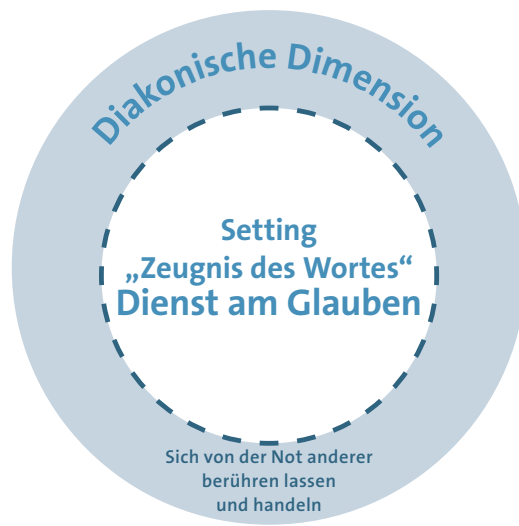 Diakonische Dimension
Setting
„Zeugnis des Wortes“
Dienst am Glauben
Sich von der Not anderer
berühren lassen
und handeln